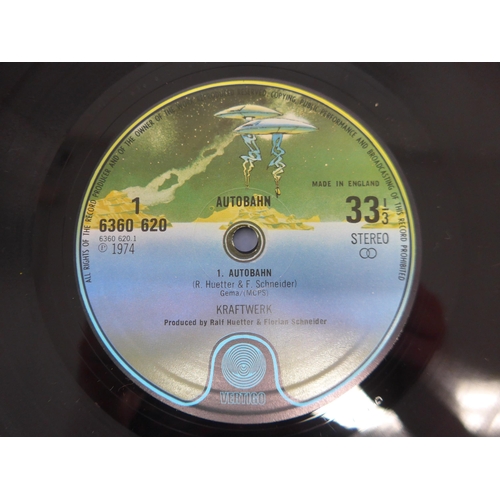 ALL RIGHTS OF THE RECORD PRODUCER AND OF THE OWNER OF THE COPYING, PUBLIC PERFORMANCE AND BROADCASTING OF THIS RECORD PROHIBITED
MADE IN ENGLAND
1
AUTOBAHN
33 1/3
6360 620
6360 620.1
℗ 1974
STEREO
1. AUTOBAHN
(R. Huetter & F. Schneider)
Gema/(MCPS)
KRAFTWERK
Produced by Ralf Huetter & Florian Schneider
VERTIGO